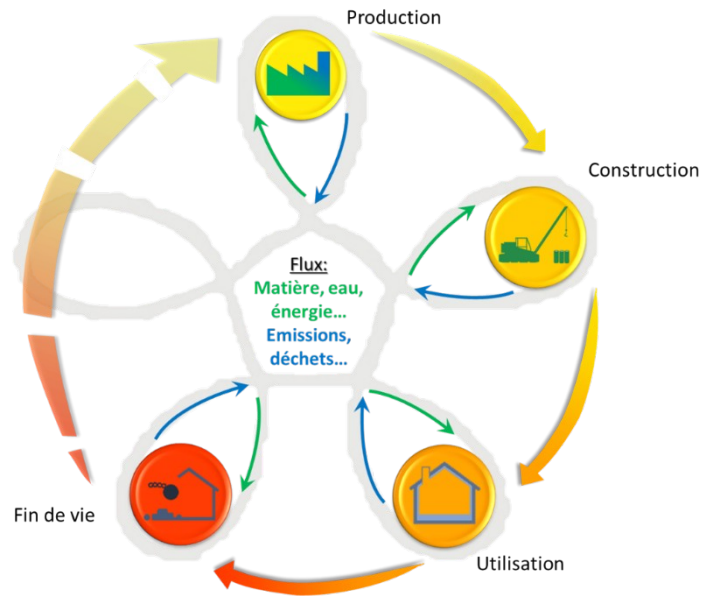 Production
Construction
Flux:
Matière, eau,
énergie…
Emissions,
déchets…
Fin de vie
Utilisation